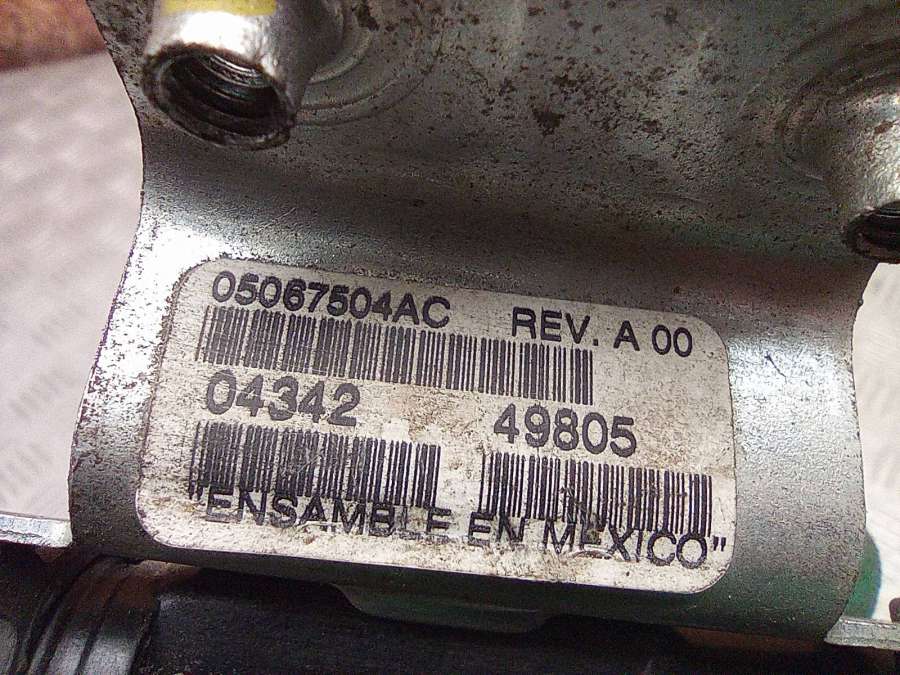 05067504AC REV. A 00
04342 49805
"ENSAMBLE EN MEXICO"